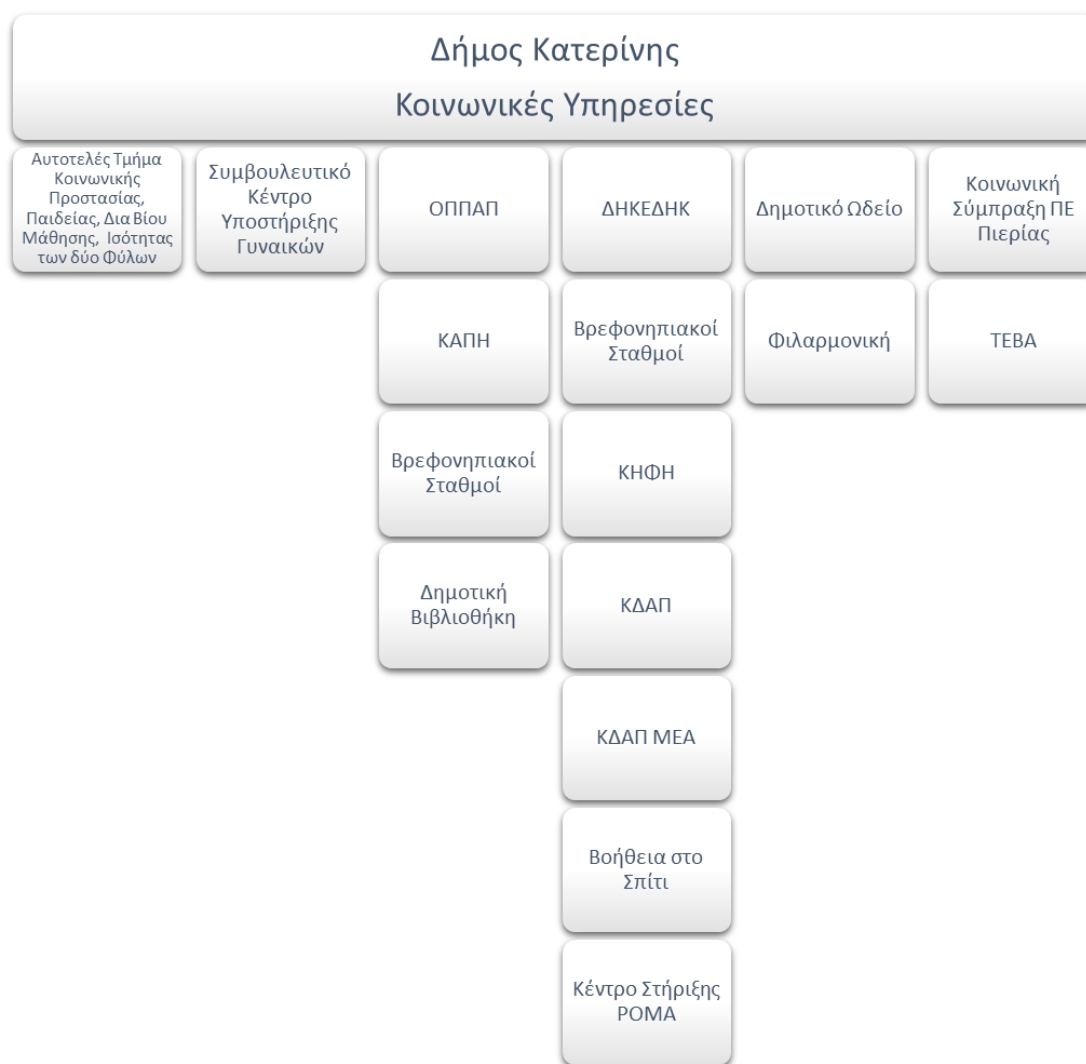 Δήμος Κατερίνης
Κοινωνικές Υπηρεσίες
Αυτοτελές Τμήμα
Κοινωνικής
Προστασίας,
Παιδείας, Δια Βίου
Μάθησης, Ισότητας
των δύο Φύλων
Συμβουλευτικό
Κέντρο
Υποστήριξης
Γυναικών
ΟΠΠΑΠ
ΚΑΠΗ
Βρεφονηπιακοί
Σταθμοί
Δημοτική
Βιβλιοθήκη
ΔΗΚΕΔΗΚ
Βρεφονηπιακοί
Σταθμοί
ΚΗΦΗ
ΚΔΑΠ
ΚΔΑΠ ΜΕΑ
Βοήθεια στο
Σπίτι
Κέντρο Στήριξης
ΡΟΜΑ
Δημοτικό Ωδείο
Φιλαρμονική
Κοινωνική
Σύμπραξη ΠΕ
Πιερίας
ΤΕΒΑ